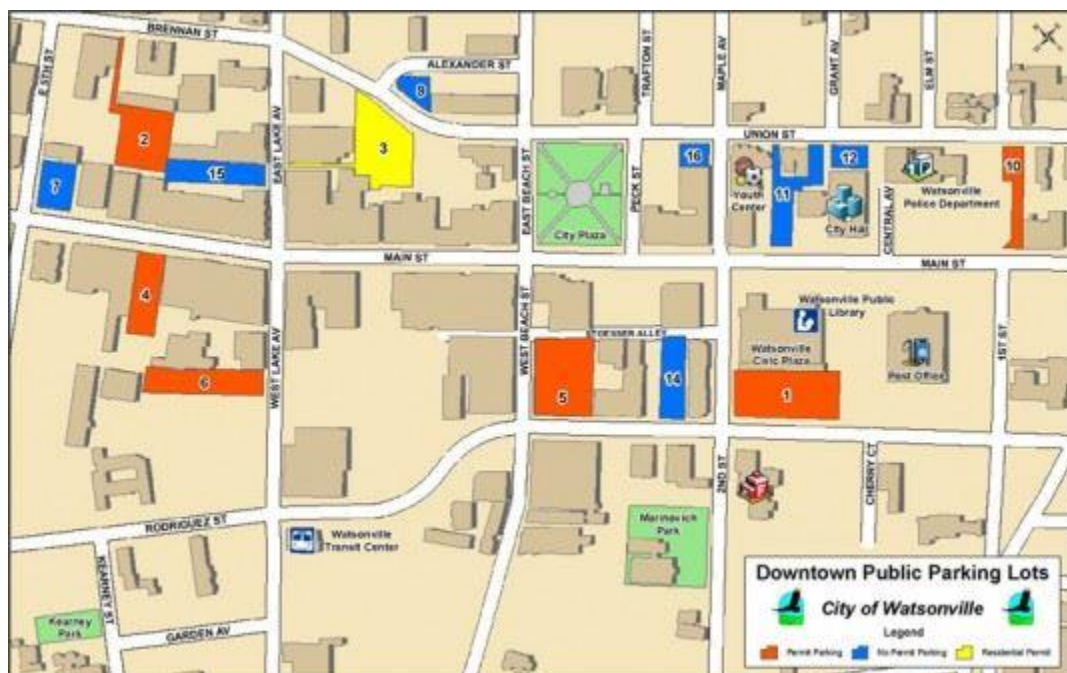 BRENNAN ST
ALEXANDER ST
TRAFTON ST
MAPLE AV
GRANT AV
ELM ST
E 5TH ST
9
2
EAST LAKE AV
3
UNION ST
7
15
EAST BEACH ST
PECK ST
16
Youth
Center
11
12
City Hall
CENTRAL AV
Watsonville
Police Department
10
City Plaza
MAIN ST
MAIN ST
4
Watsonville Public
Library
STOESSER ALLEY
WEST BEACH ST
Watsonville
Civic Plaza
Post Office
1ST ST
6
WEST LAKE AV
5
14
1
2ND ST
CHERRY CT
RODRIGUEZ ST
Watsonville
Transit Center
Marinovich
Park
KEARNEY ST
Kearney
Park
GARDEN AV
Downtown Public Parking Lots
City of Watsonville
Legend
Permit Parking
No Permit Parking
Residential Permit